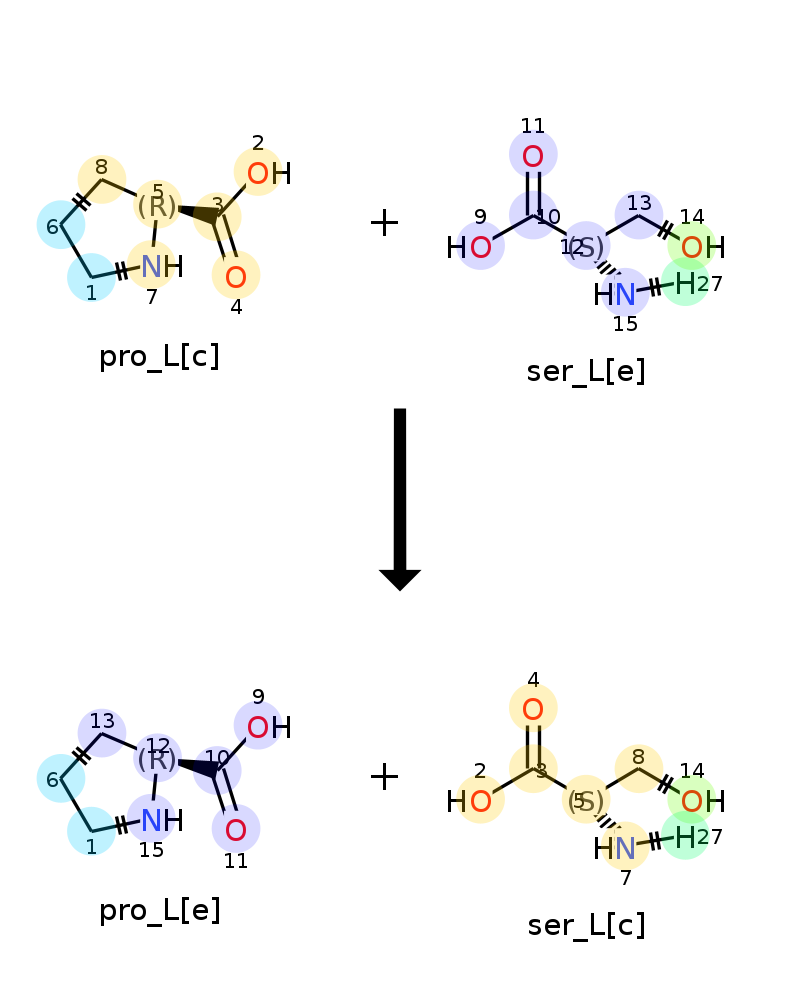 8 5 (R) 3 2 OH
6 1 NH 7 O 4
pro_L[c]
+
11 O
9 HO 10 12 (S) 13 14 OH
HN 15 H27
ser_L[e]
13 12 (R) 10 9 OH
6 1 NH 15 O 11
pro_L[e]
+
4 O
2 HO 3 5 (S) 8 14 OH
HN 7 H27
ser_L[c]